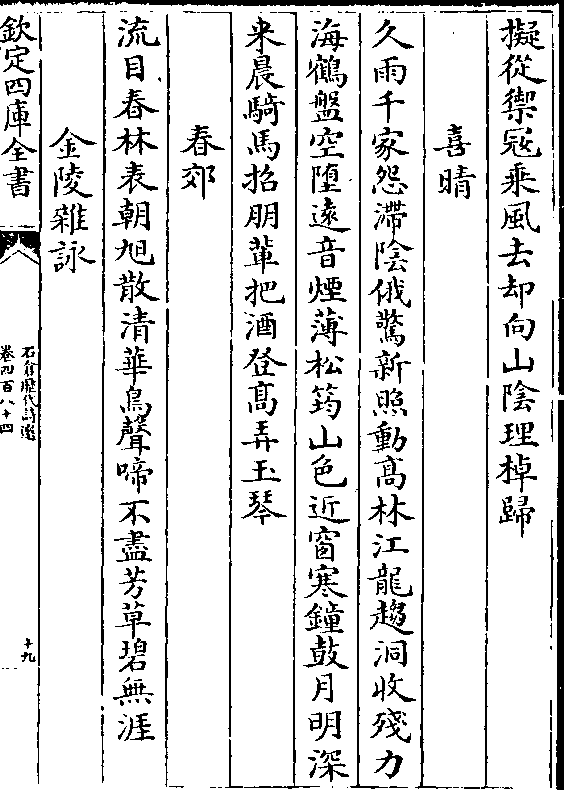 擬從禦冦乗風去却向山陰理棹歸
喜晴
久雨千家怨滯陰俄驚新照動髙林江龍趨洞收殘力
海鶴盤空墮遠音煙薄松筠山色近窗寒鐘鼓月明深
来晨騎馬招朋輩把酒登髙弄玉琴
春郊
流目春林表朝旭散清華鳥聲啼不盡芳草碧無涯
金陵雜詠
欽定四庫全書
石倉歴代詩選
卷四百八十四
十九